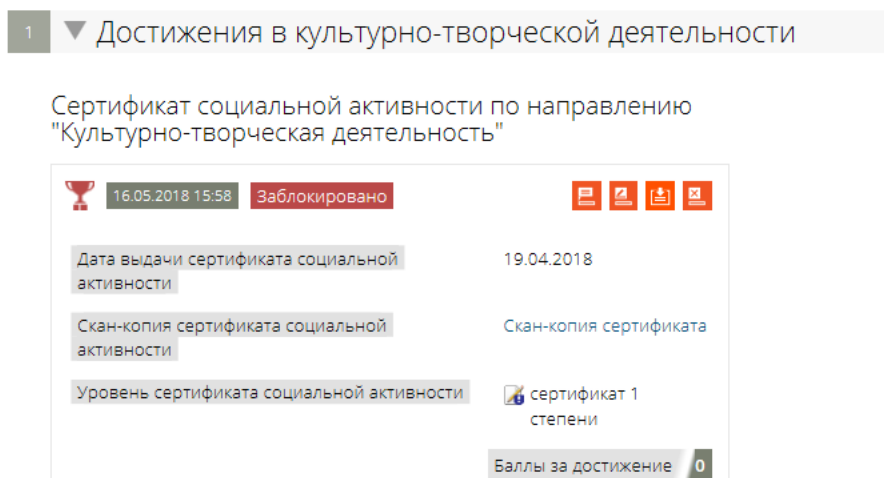 1 Достижения в культурно-творческой деятельности
Сертификат социальной активности по направлению
"Культурно-творческая деятельность"
16.05.2018 15:58 Заблокировано
Дата выдачи сертификата социальной активности 19.04.2018
Скан-копия сертификата социальной активности Скан-копия сертификата
Уровень сертификата социальной активности сертификат 1 степени
Баллы за достижение 0